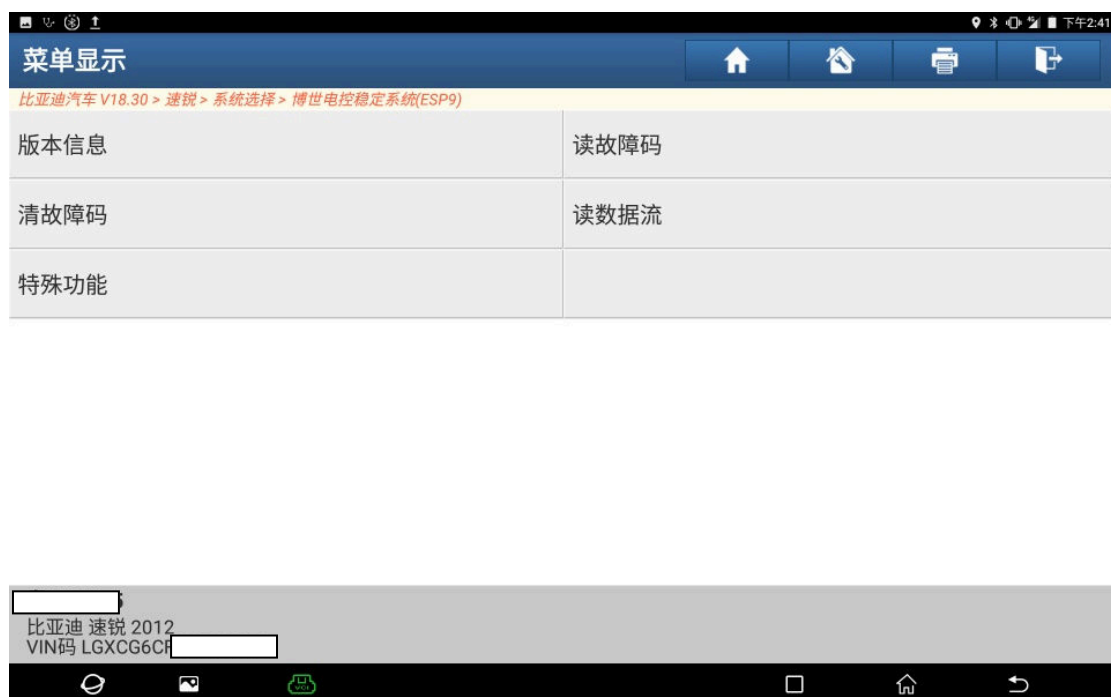 下午2:41
菜单显示
比亚迪汽车 V18.30 > 速锐 > 系统选择 > 博世电控稳定系统(ESP9)
版本信息
读故障码
清故障码
读数据流
特殊功能
比亚迪 速锐 2012
VIN码 LGXCG6CF
VCI